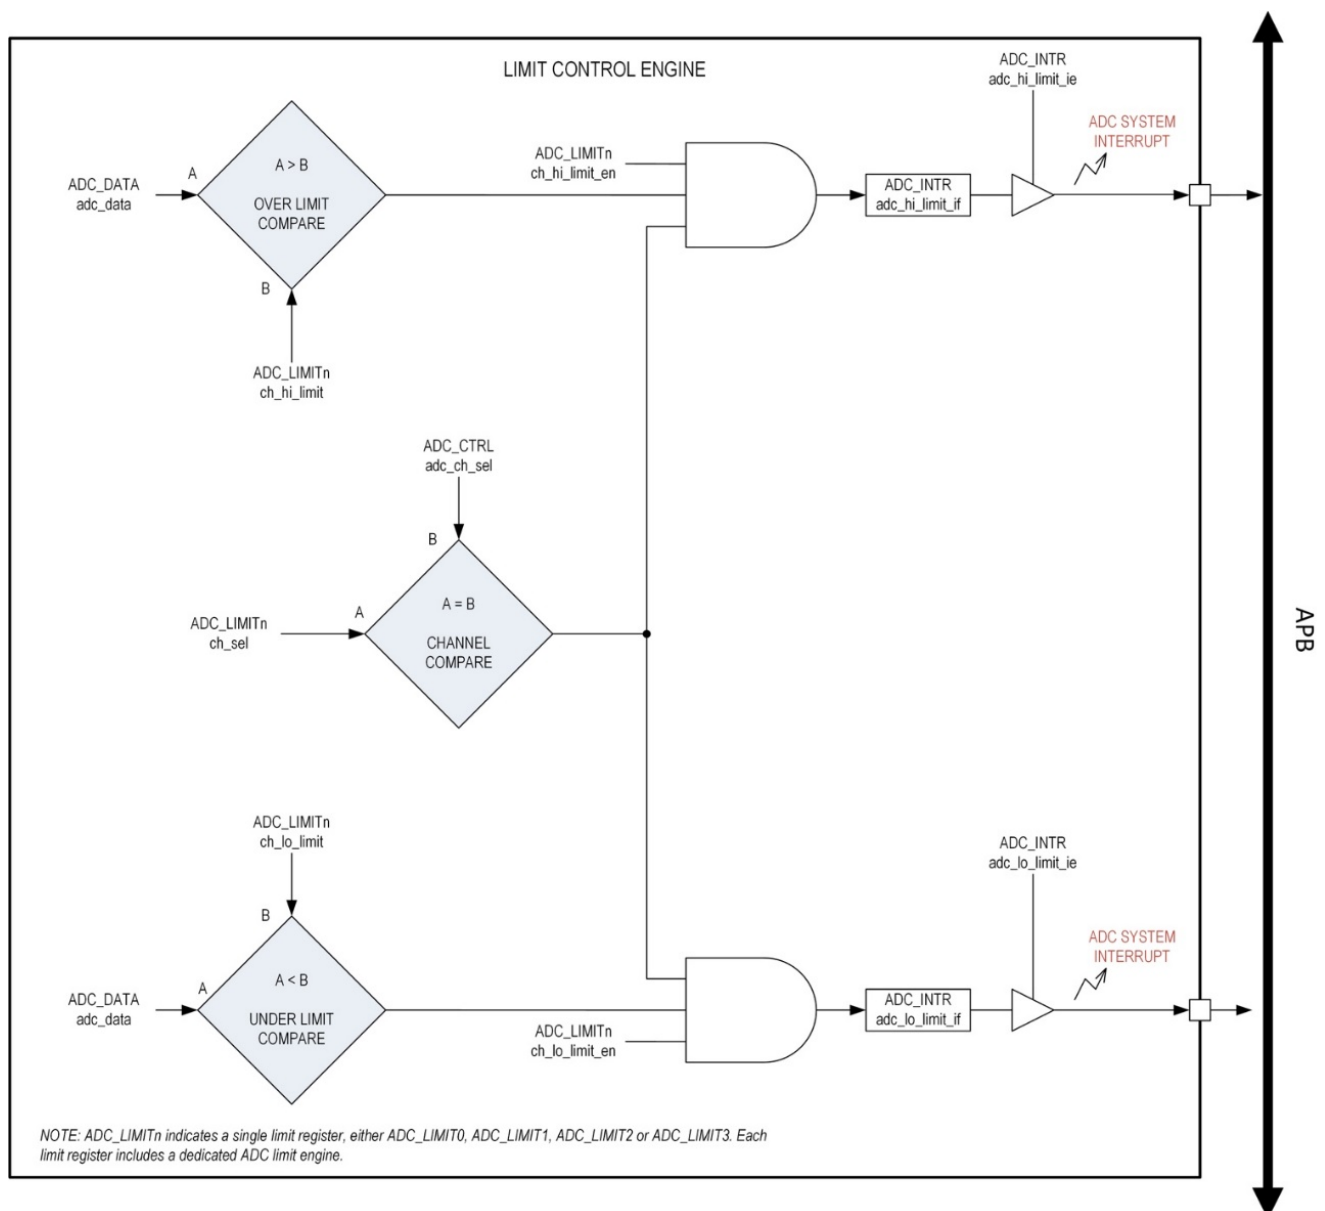 LIMIT CONTROL ENGINE
ADC_INTR
adc_hi_limit_ie
ADC SYSTEM
INTERRUPT
A > B
OVER LIMIT
COMPARE
A
B
ADC_DATA
adc_data
ADC_LIMITn
ch_hi_limit_en
ADC_INTR
adc_hi_limit_if
ADC_LIMITn
ch_hi_limit
ADC_CTRL
adc_ch_sel
B
A
A = B
CHANNEL
COMPARE
ADC_LIMITn
ch_sel
APB
ADC_LIMITn
ch_lo_limit
B
A
A < B
UNDER LIMIT
COMPARE
ADC_DATA
adc_data
ADC_LIMITn
ch_lo_limit_en
ADC_INTR
adc_lo_limit_if
ADC_INTR
adc_lo_limit_ie
ADC SYSTEM
INTERRUPT
NOTE: ADC_LIMITn indicates a single limit register, either ADC_LIMIT0, ADC_LIMIT1, ADC_LIMIT2 or ADC_LIMIT3. Each
limit register includes a dedicated ADC limit engine.